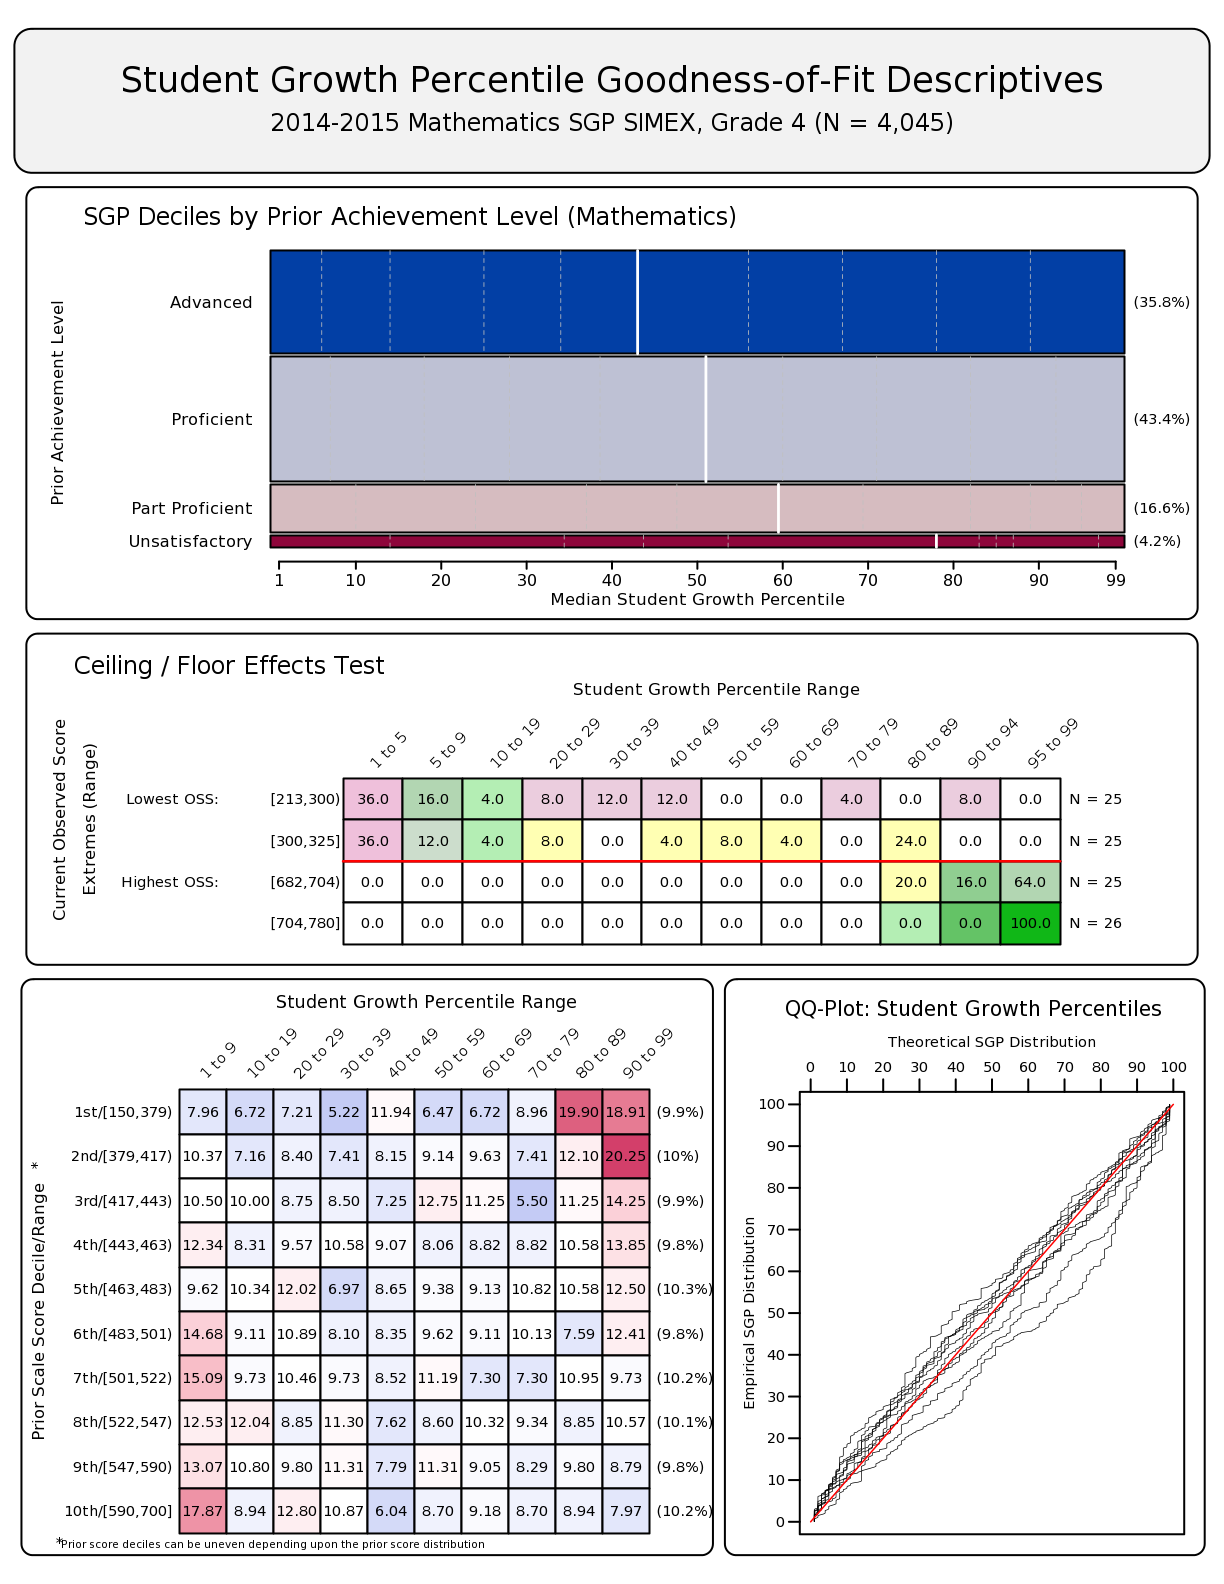 Student Growth Percentile Goodness-of-Fit Descriptives
2014-2015 Mathematics SGP SIMEX, Grade 4 (N = 4,045)
SGP Deciles by Prior Achievement Level (Mathematics)
Prior Achievement Level
Advanced (35.8%)
Proficient (43.4%)
Part Proficient (16.6%)
Unsatisfactory (4.2%)
1 10 20 30 40 50 60 70 80 90 99
Median Student Growth Percentile
Ceiling / Floor Effects Test
Student Growth Percentile Range
Current Observed Score
Extremes (Range)
1 to 5 5 to 9 10 to 19 20 to 29 30 to 39 40 to 49 50 to 59 60 to 69 70 to 79 80 to 89 90 to 94 95 to 99
Lowest OSS: [213,300) 36.0 16.0 4.0 8.0 12.0 12.0 0.0 0.0 4.0 0.0 8.0 0.0 N = 25
[300,325] 36.0 12.0 4.0 8.0 0.0 4.0 8.0 4.0 0.0 24.0 0.0 0.0 N = 25
Highest OSS: [682,704) 0.0 0.0 0.0 0.0 0.0 0.0 0.0 0.0 0.0 20.0 16.0 64.0 N = 25
[704,780] 0.0 0.0 0.0 0.0 0.0 0.0 0.0 0.0 0.0 0.0 0.0 100.0 N = 26
Student Growth Percentile Range
Prior Scale Score Decile/Range *
1 to 9 10 to 19 20 to 29 30 to 39 40 to 49 50 to 59 60 to 69 70 to 79 80 to 89 90 to 99
1st/[150,379) 7.96 6.72 7.21 5.22 11.94 6.47 6.72 8.96 19.90 18.91 (9.9%)
2nd/[379,417) 10.37 7.16 8.40 7.41 8.15 9.14 9.63 7.41 12.10 20.25 (10%)
3rd/[417,443) 10.50 10.00 8.75 8.50 7.25 12.75 11.25 5.50 11.25 14.25 (9.9%)
4th/[443,463) 12.34 8.31 9.57 10.58 9.07 8.06 8.82 8.82 10.58 13.85 (9.8%)
5th/[463,483) 9.62 10.34 12.02 6.97 8.65 9.38 9.13 10.82 10.58 12.50 (10.3%)
6th/[483,501) 14.68 9.11 10.89 8.10 8.35 9.62 9.11 10.13 7.59 12.41 (9.8%)
7th/[501,522) 15.09 9.73 10.46 9.73 8.52 11.19 7.30 7.30 10.95 9.73 (10.2%)
8th/[522,547) 12.53 12.04 8.85 11.30 7.62 8.60 10.32 9.34 8.85 10.57 (10.1%)
9th/[547,590) 13.07 10.80 9.80 11.31 7.79 11.31 9.05 8.29 9.80 8.79 (9.8%)
10th/[590,700] 17.87 8.94 12.80 10.87 6.04 8.70 9.18 8.70 8.94 7.97 (10.2%)
*Prior score deciles can be uneven depending upon the prior score distribution
QQ-Plot: Student Growth Percentiles
Theoretical SGP Distribution
0 10 20 30 40 50 60 70 80 90 100
Empirical SGP Distribution
100
90
80
70
60
50
40
30
20
10
0